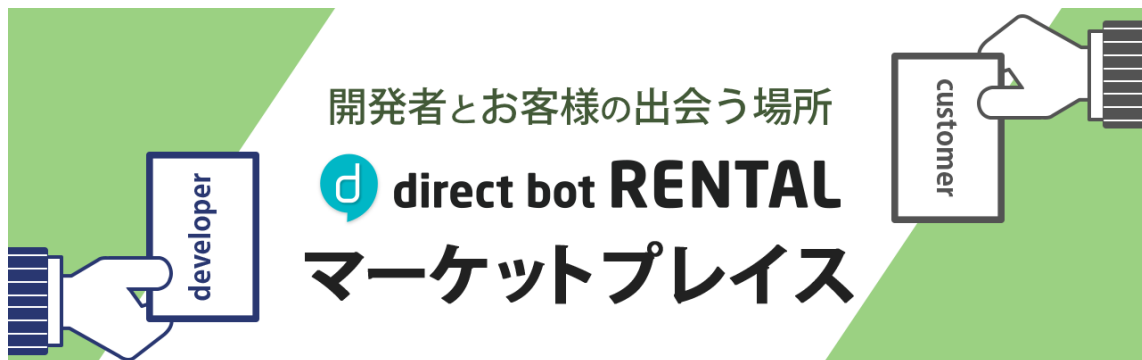 開発者とお客様の出会う場所
d direct bot RENTAL
マーケットプレイス
developer
customer